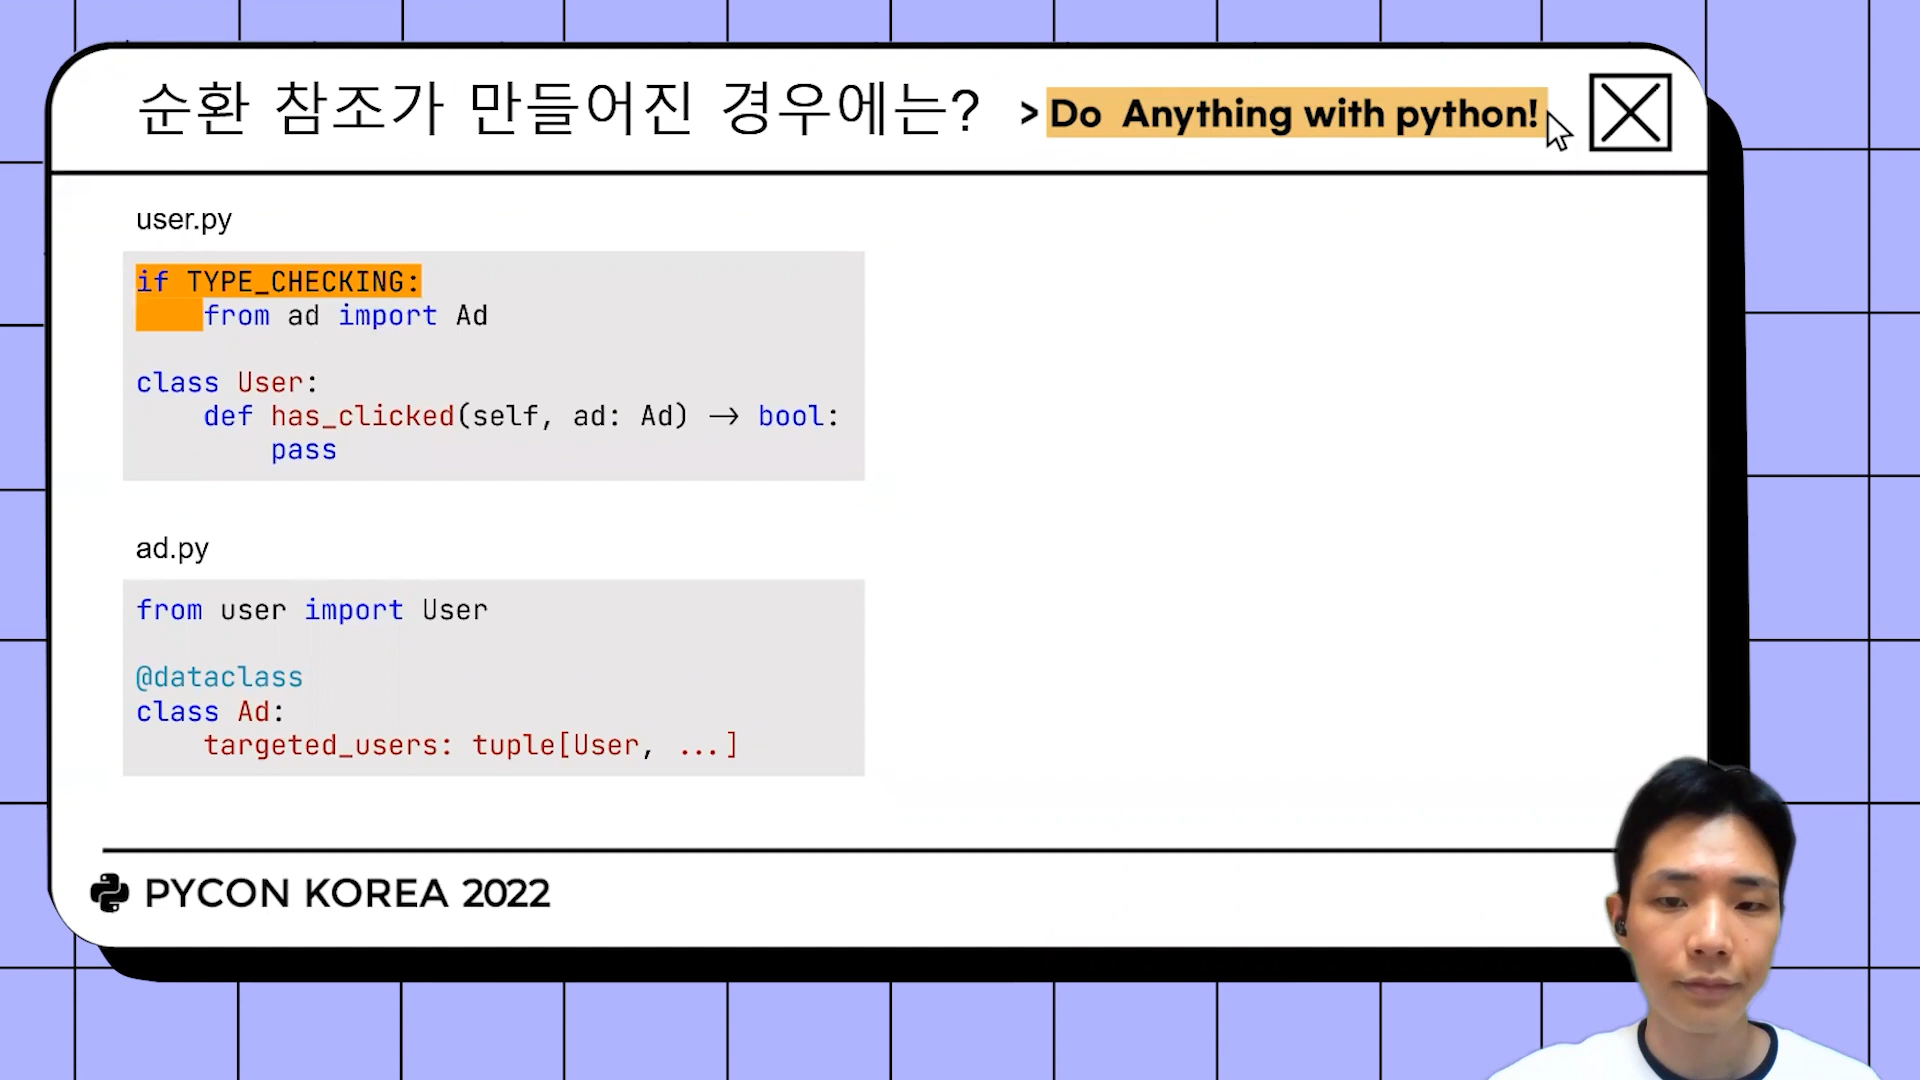 순환 참조가 만들어진 경우에는?
> Do Anything with python!
user.py
if TYPE_CHECKING:
    from ad import Ad
class User:
    def has_clicked(self, ad: Ad) → bool:
        pass
ad.py
from user import User
@dataclass
class Ad:
    targeted_users: tuple[User, ...]
PYCON KOREA 2022